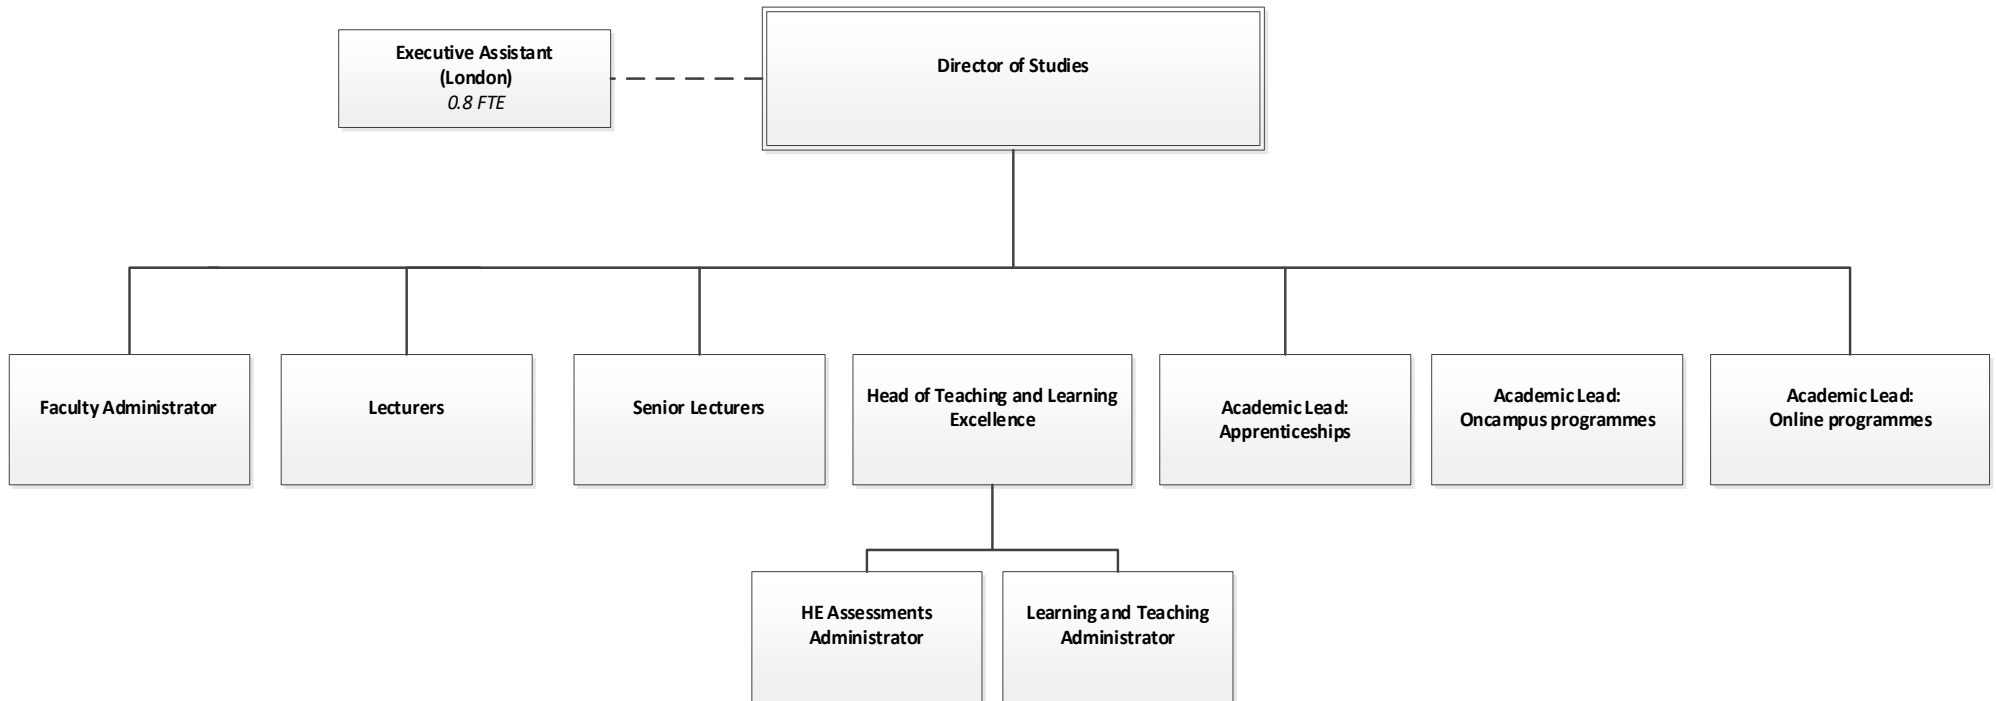 Executive Assistant
(London)
0.8 FTE
Director of Studies
Faculty Administrator
Lecturers
Senior Lecturers
Head of Teaching and Learning
Excellence
Academic Lead:
Apprenticeships
Academic Lead:
Oncampus programmes
Academic Lead:
Online programmes
HE Assessments
Administrator
Learning and Teaching
Administrator